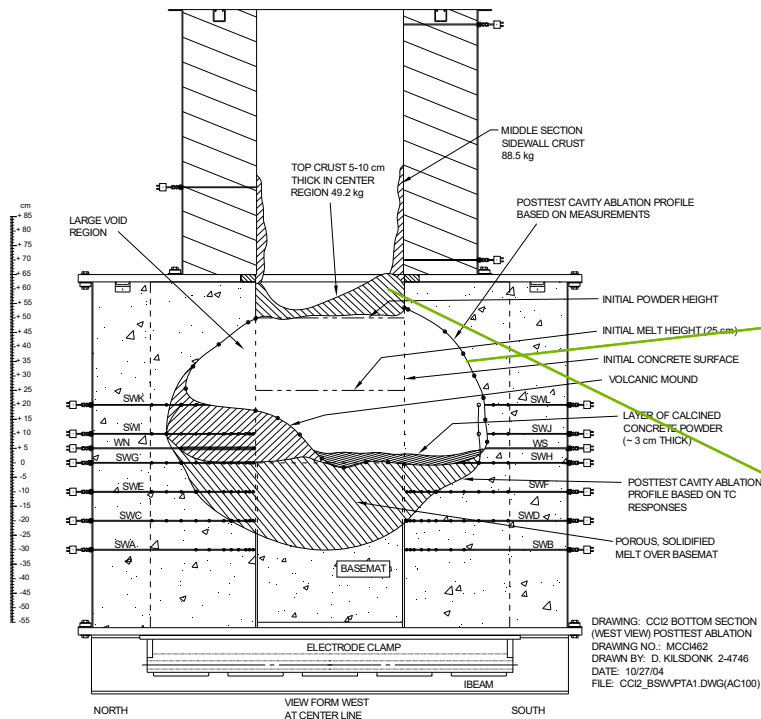 MIDDLE SECTION
SIDEWALL CRUST
88.5 kg
TOP CRUST 5-10 cm
THICK IN CENTER
REGION 49.2 kg
POSTTEST CAVITY ABLATION PROFILE
BASED ON MEASUREMENTS
LARGE VOID
REGION
cm
+ 85
+ 80
+ 75
+ 70
+ 65
+ 60
+ 55
+ 50
+ 45
+ 40
+ 35
+ 30
+ 25
+ 20
+ 15
+ 10
+ 5
0
-5
-10
-15
-20
-25
-30
-35
-40
-45
-50
-55
INITIAL POWDER HEIGHT
INITIAL MELT HEIGHT (25 cm)
INITIAL CONCRETE SURFACE
VOLCANIC MOUND
LAYER OF CALCINED
CONCRETE POWDER
(~ 3 cm THICK)
SWK
SWI
WN
SWG
SWE
SWC
SWA
SWL
SWJ
WS
SWH
SWF
SWD
SWB
POSTTEST CAVITY ABLATION
PROFILE BASED ON TC
RESPONSES
POROUS, SOLIDIFIED
MELT OVER BASEMAT
BASEMAT
ELECTRODE CLAMP
IBEAM
NORTH
VIEW FORM WEST
AT CENTER LINE
SOUTH
DRAWING: CCI2 BOTTOM SECTION
(WEST VIEW) POSTTEST ABLATION
DRAWING NO.: MCCI462
DRAWN BY: D. KILSDONK 2-4746
DATE: 10/27/04
FILE: CCI2_BSWVPTA1.DWG(AC100)